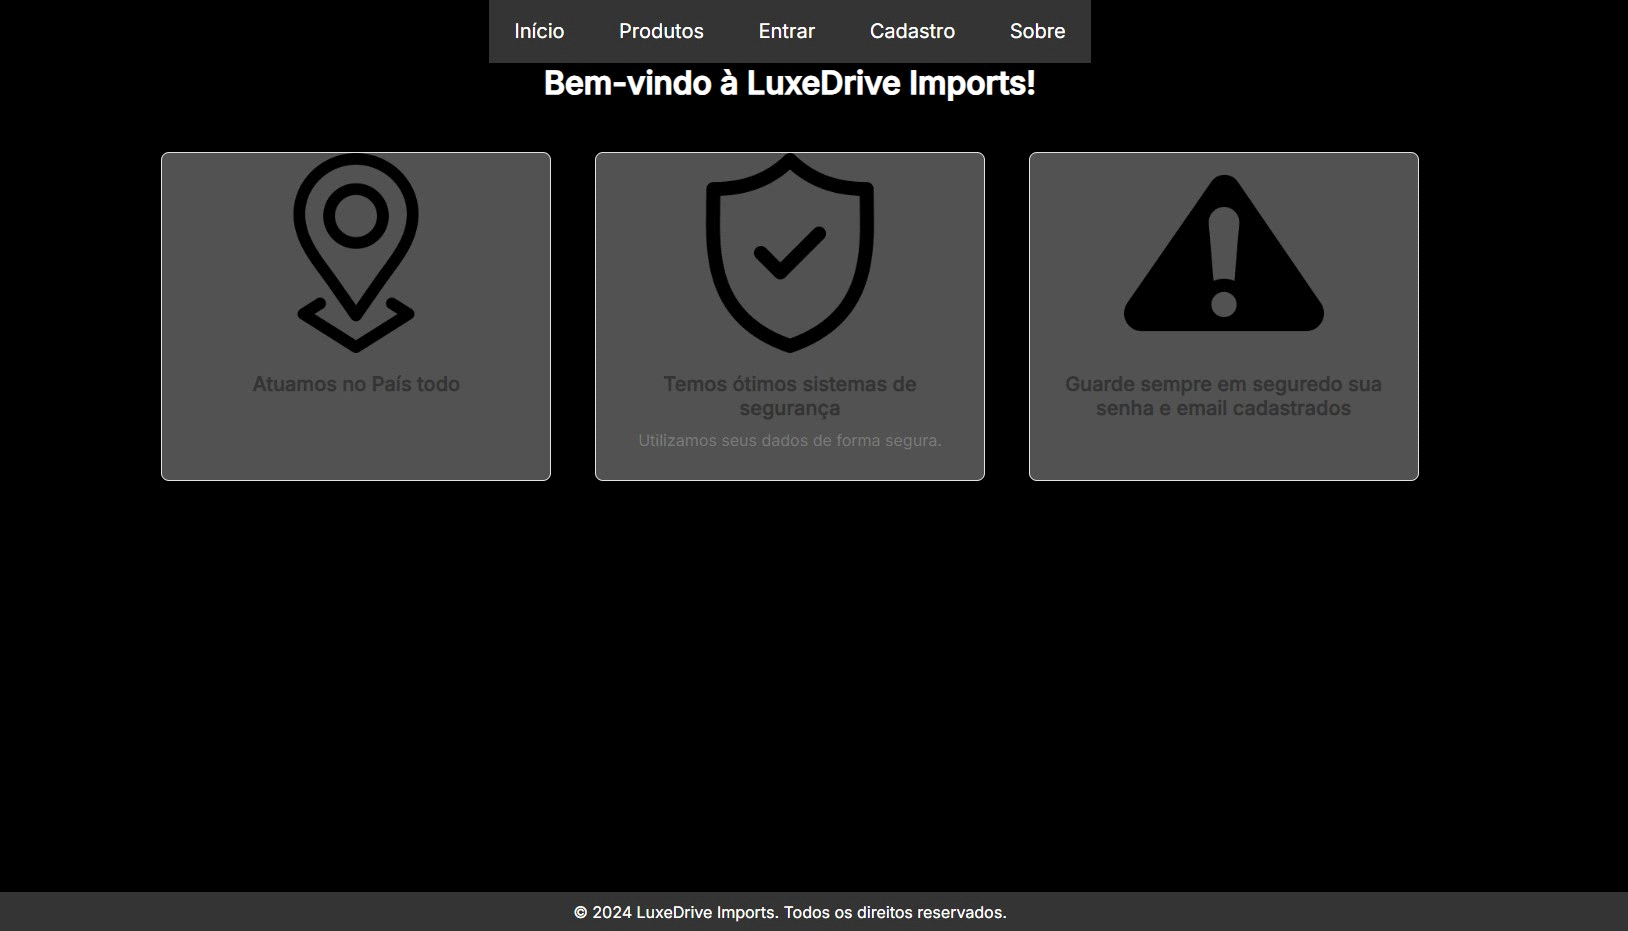 Início Produtos Entrar Cadastro Sobre
Bem-vindo à LuxeDrive Imports!
Atuamos no País todo
Temos ótimos sistemas de
segurança
Utilizamos seus dados de forma segura.
Guarde sempre em seguredo sua
senha e email cadastrados
© 2024 LuxeDrive Imports. Todos os direitos reservados.